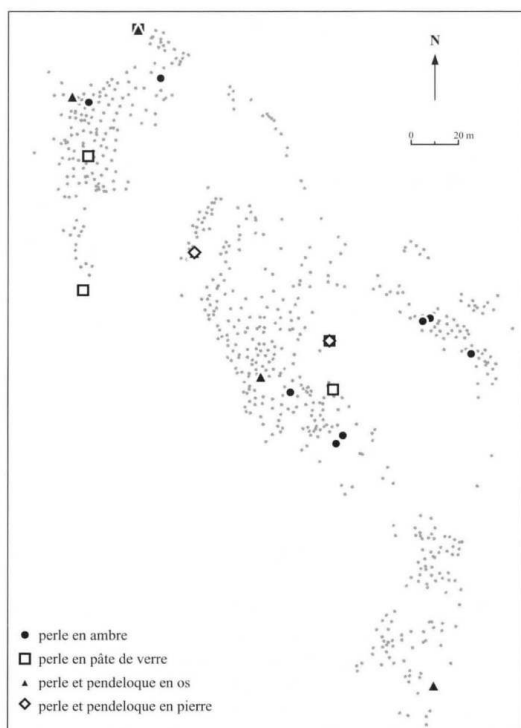 N
0 20 m
perle en ambre
perle en pâte de verre
perle et pendeloque en os
perle et pendeloque en pierre